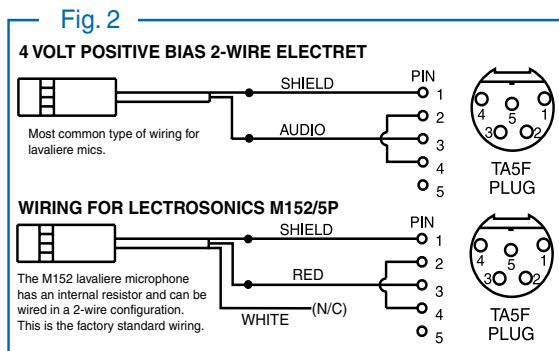 Fig. 2
4 VOLT POSITIVE BIAS 2-WIRE ELECTRET
PIN
SHIELD
1
2
AUDIO
3
4
5
Most common type of wiring for
lavaliere mics.
4 5 1
3 2
TA5F
PLUG
WIRING FOR LECTROSONICS M152/5P
PIN
SHIELD
1
2
RED
3
WHITE (N/C)
4
5
The M152 lavaliere microphone
has an internal resistor and can be
wired in a 2-wire configuration.
This is the factory standard wiring.
4 5 1
3 2
TA5F
PLUG